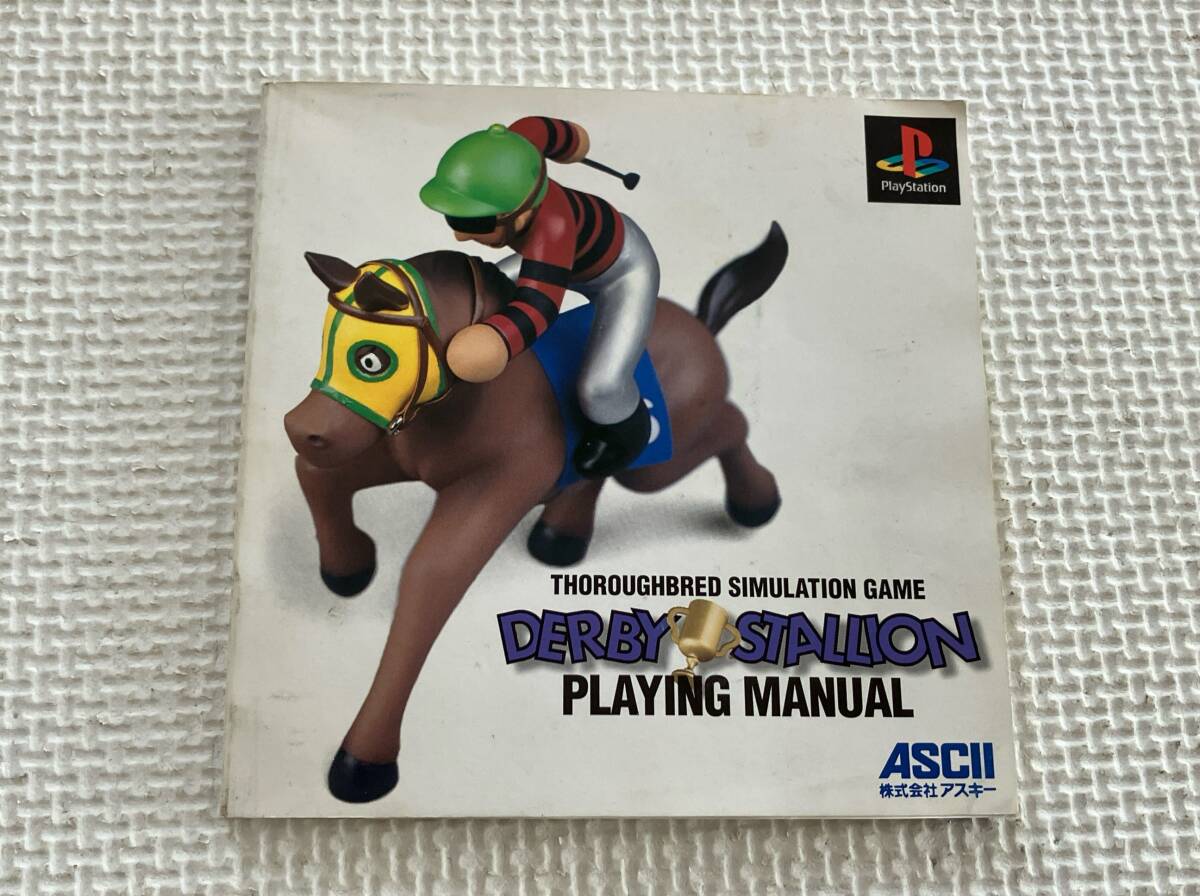 PlayStation
THOROUGHBRED SIMULATION GAME
DERBY STALLION
PLAYING MANUAL
ASCII
株式会社アスキー